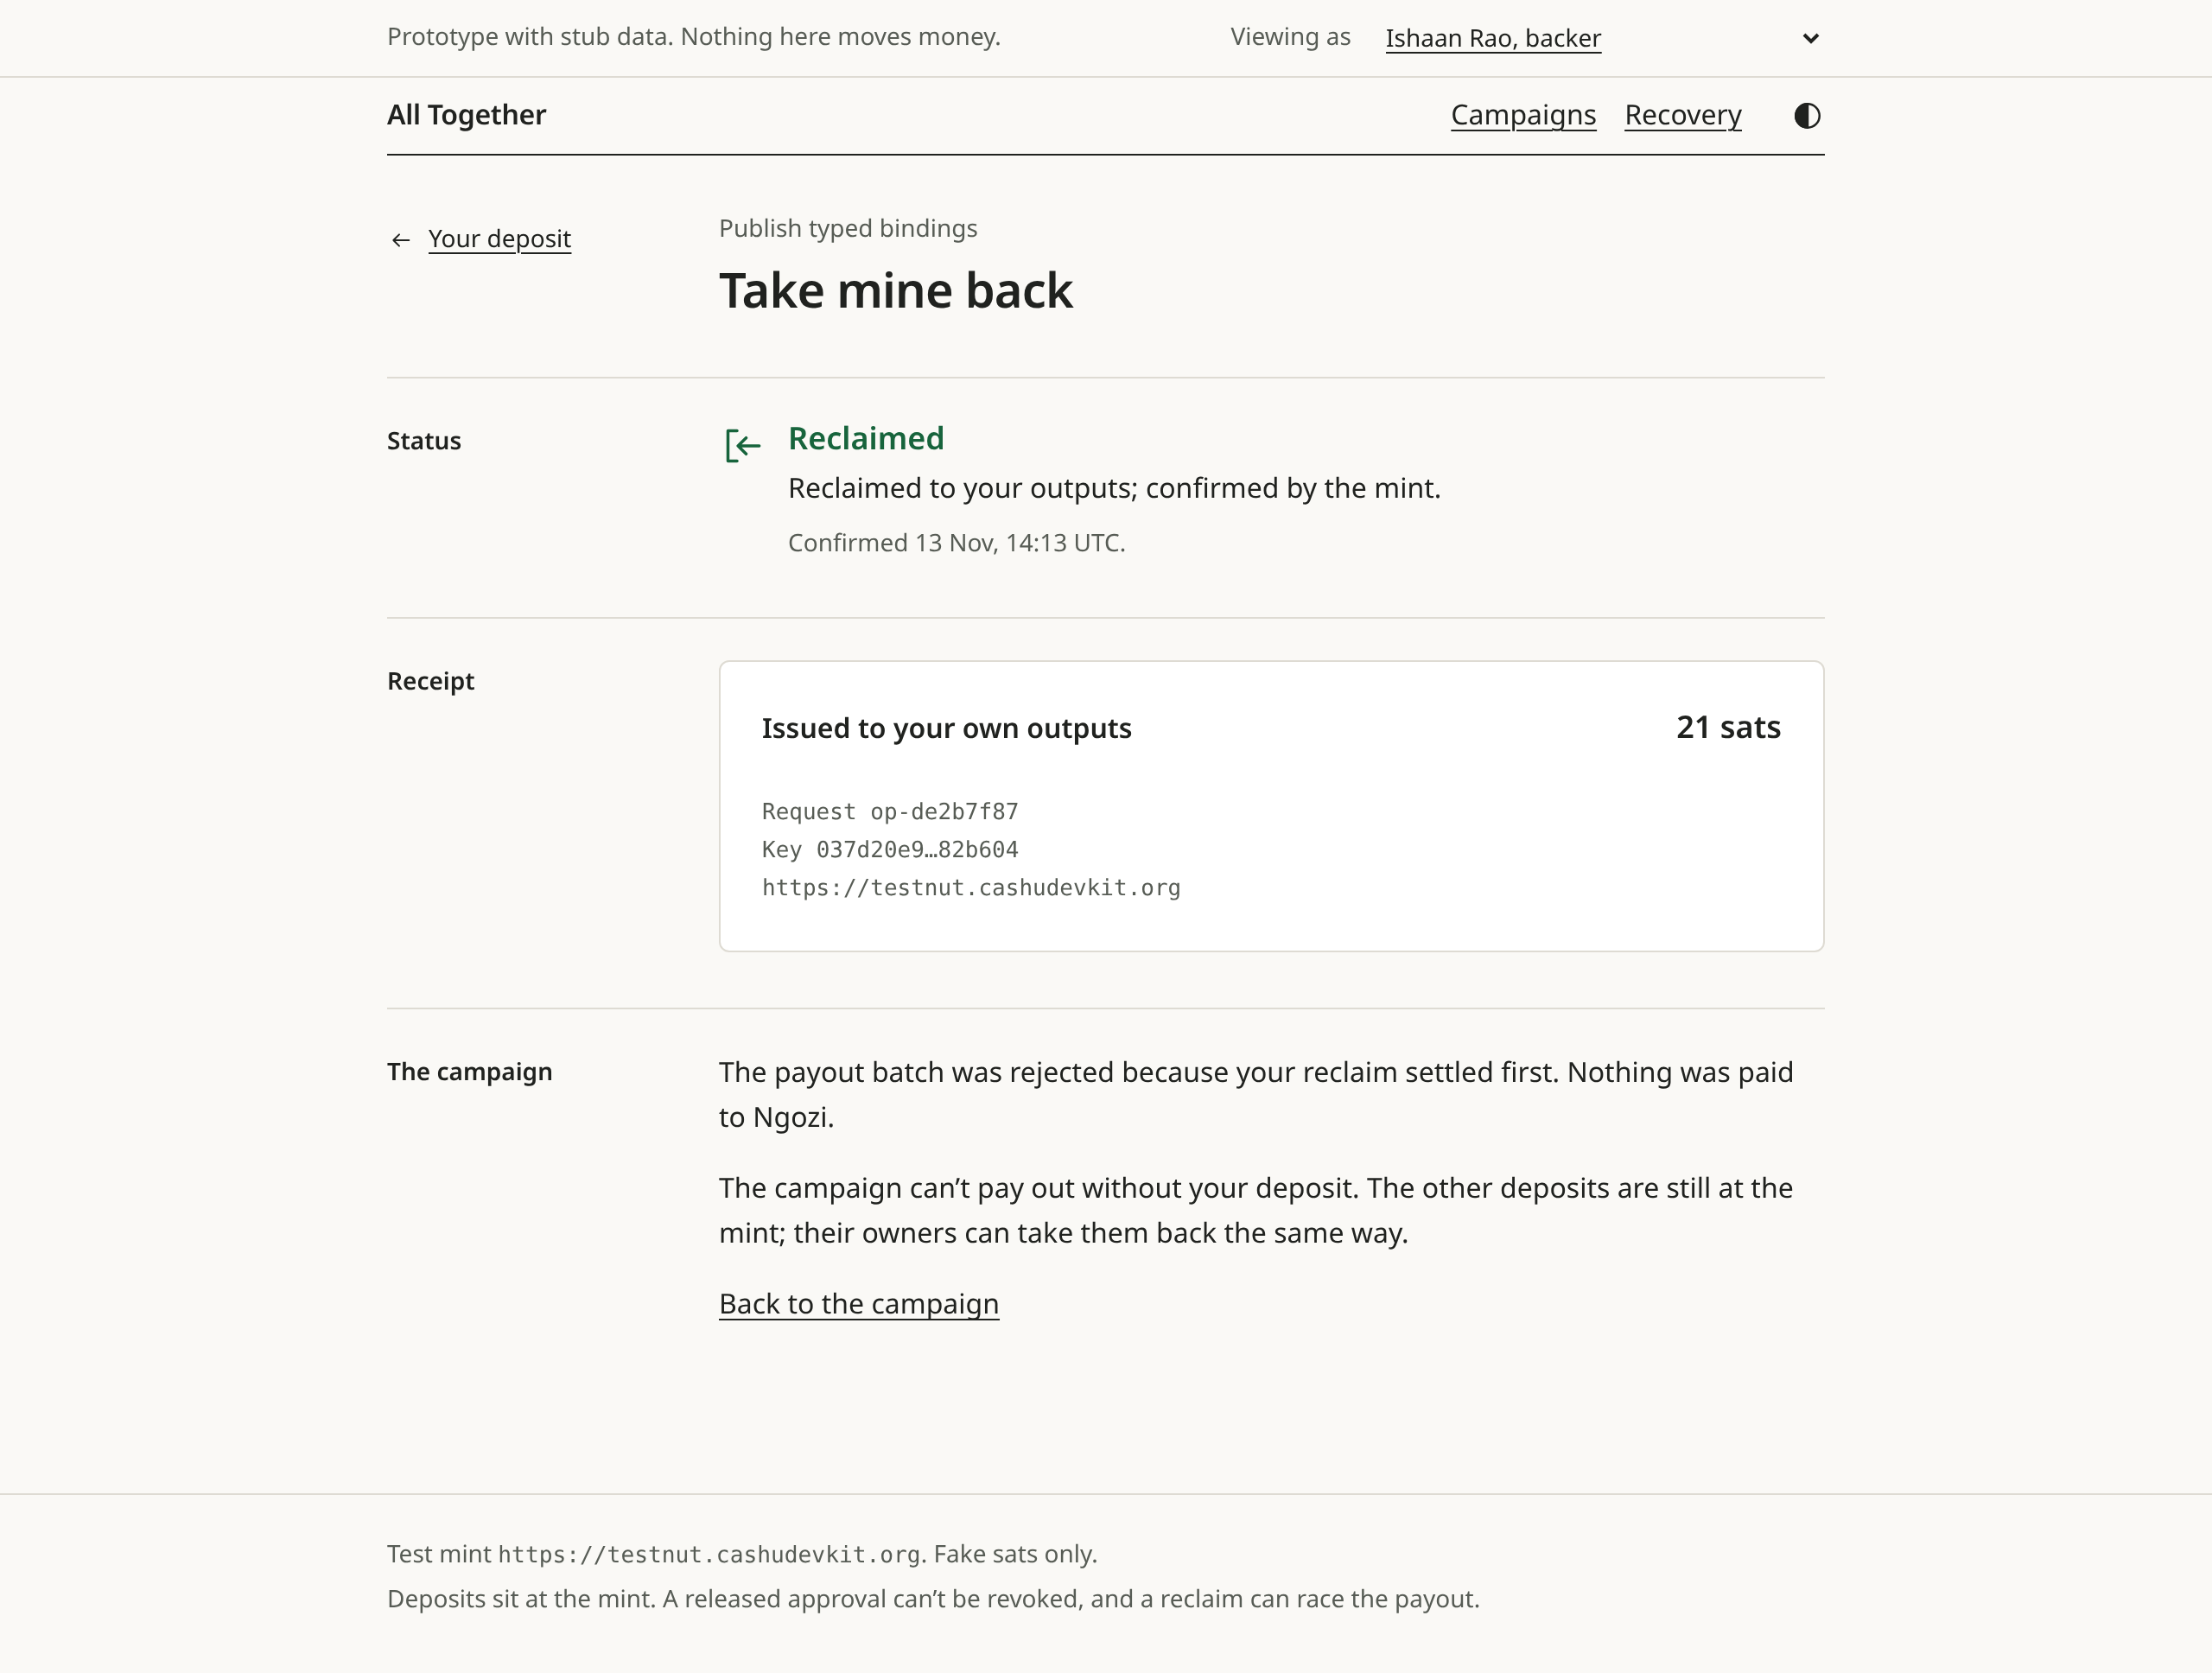 Prototype with stub data. Nothing here moves money.
Viewing as Ishaan Rao, backer
All Together
Campaigns Recovery
← Your deposit
Publish typed bindings
Take mine back
Status
Reclaimed
Reclaimed to your outputs; confirmed by the mint.
Confirmed 13 Nov, 14:13 UTC.
Receipt
Issued to your own outputs 21 sats
Request op-de2b7f87
Key 037d20e9…82b604
https://testnut.cashudevkit.org
The campaign
The payout batch was rejected because your reclaim settled first. Nothing was paid
to Ngozi.
The campaign can’t pay out without your deposit. The other deposits are still at the
mint; their owners can take them back the same way.
Back to the campaign
Test mint https://testnut.cashudevkit.org. Fake sats only.
Deposits sit at the mint. A released approval can’t be revoked, and a reclaim can race the payout.